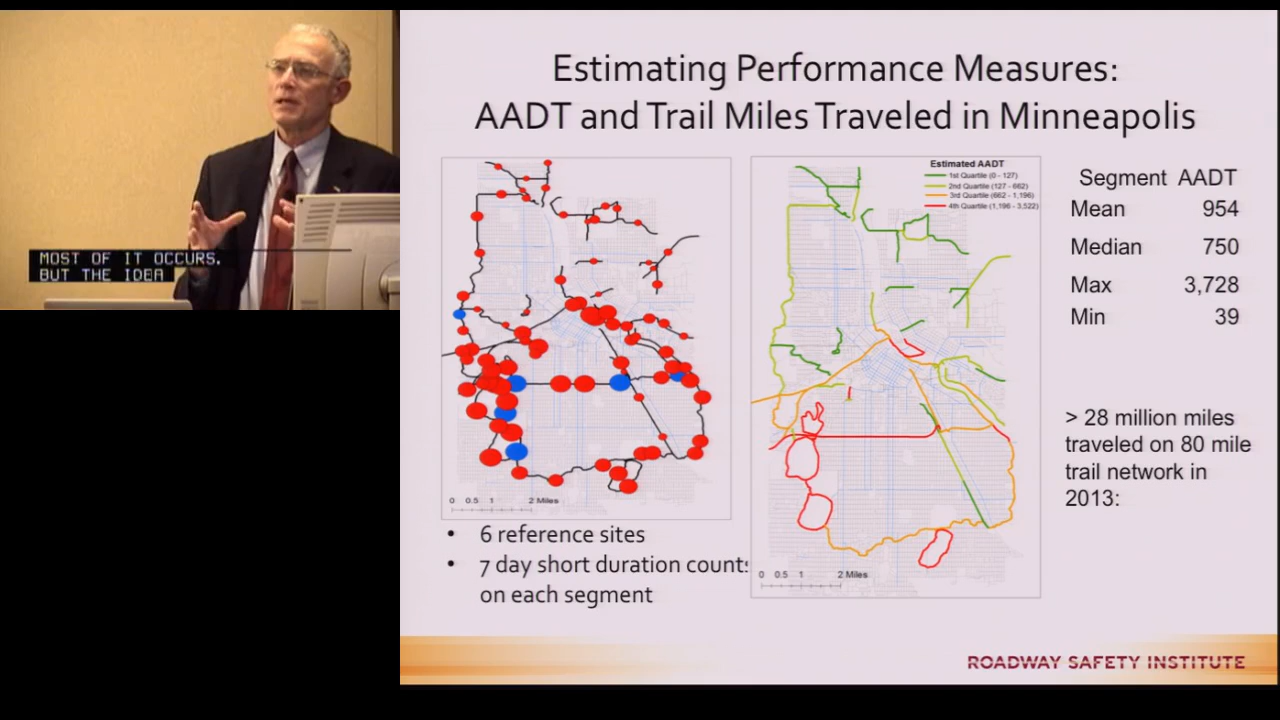 MOST OF IT OCCURS.
BUT THE IDEA
Estimating Performance Measures:
AADT and Trail Miles Traveled in Minneapolis
0 0.5 1 2 Miles
6 reference sites
7 day short duration counts
on each segment
Estimated AADT
1st Quartile (0 - 127)
2nd Quartile (127 - 662)
3rd Quartile (662 - 1,196)
4th Quartile (1,196 - 3,522)
0 0.5 1 2 Miles
Segment AADT
Mean 954
Median 750
Max 3,728
Min 39
> 28 million miles
traveled on 80 mile
trail network in
2013:
ROADWAY SAFETY INSTITUTE